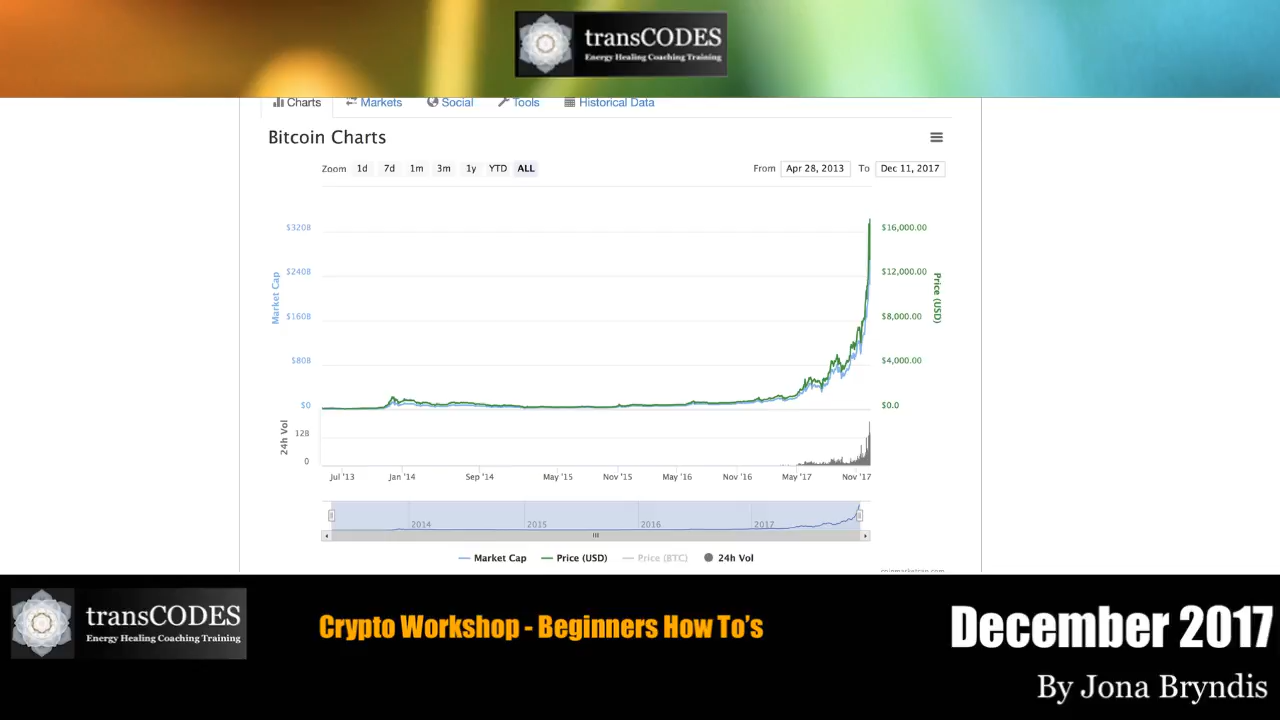 transCODES
Energy Healing Coaching Training
Charts Markets Social Tools Historical Data
Bitcoin Charts
Zoom 1d 7d 1m 3m 1y YTD ALL From Apr 28, 2013 To Dec 11, 2017
$320B $16,000.00
$240B $12,000.00
Market Cap Price (USD)
$160B $8,000.00
$80B $4,000.00
$0 $0.0
24h Vol
12B
0
Jul '13 Jan '14 Sep '14 May '15 Nov '15 May '16 Nov '16 May '17 Nov '17
2014 2015 2016 2017
Market Cap Price (USD) Price (BTC) 24h Vol
coinmarketcap.com
transCODES
Energy Healing Coaching Training
Crypto Workshop - Beginners How To's
December 2017
By Jona Bryndis